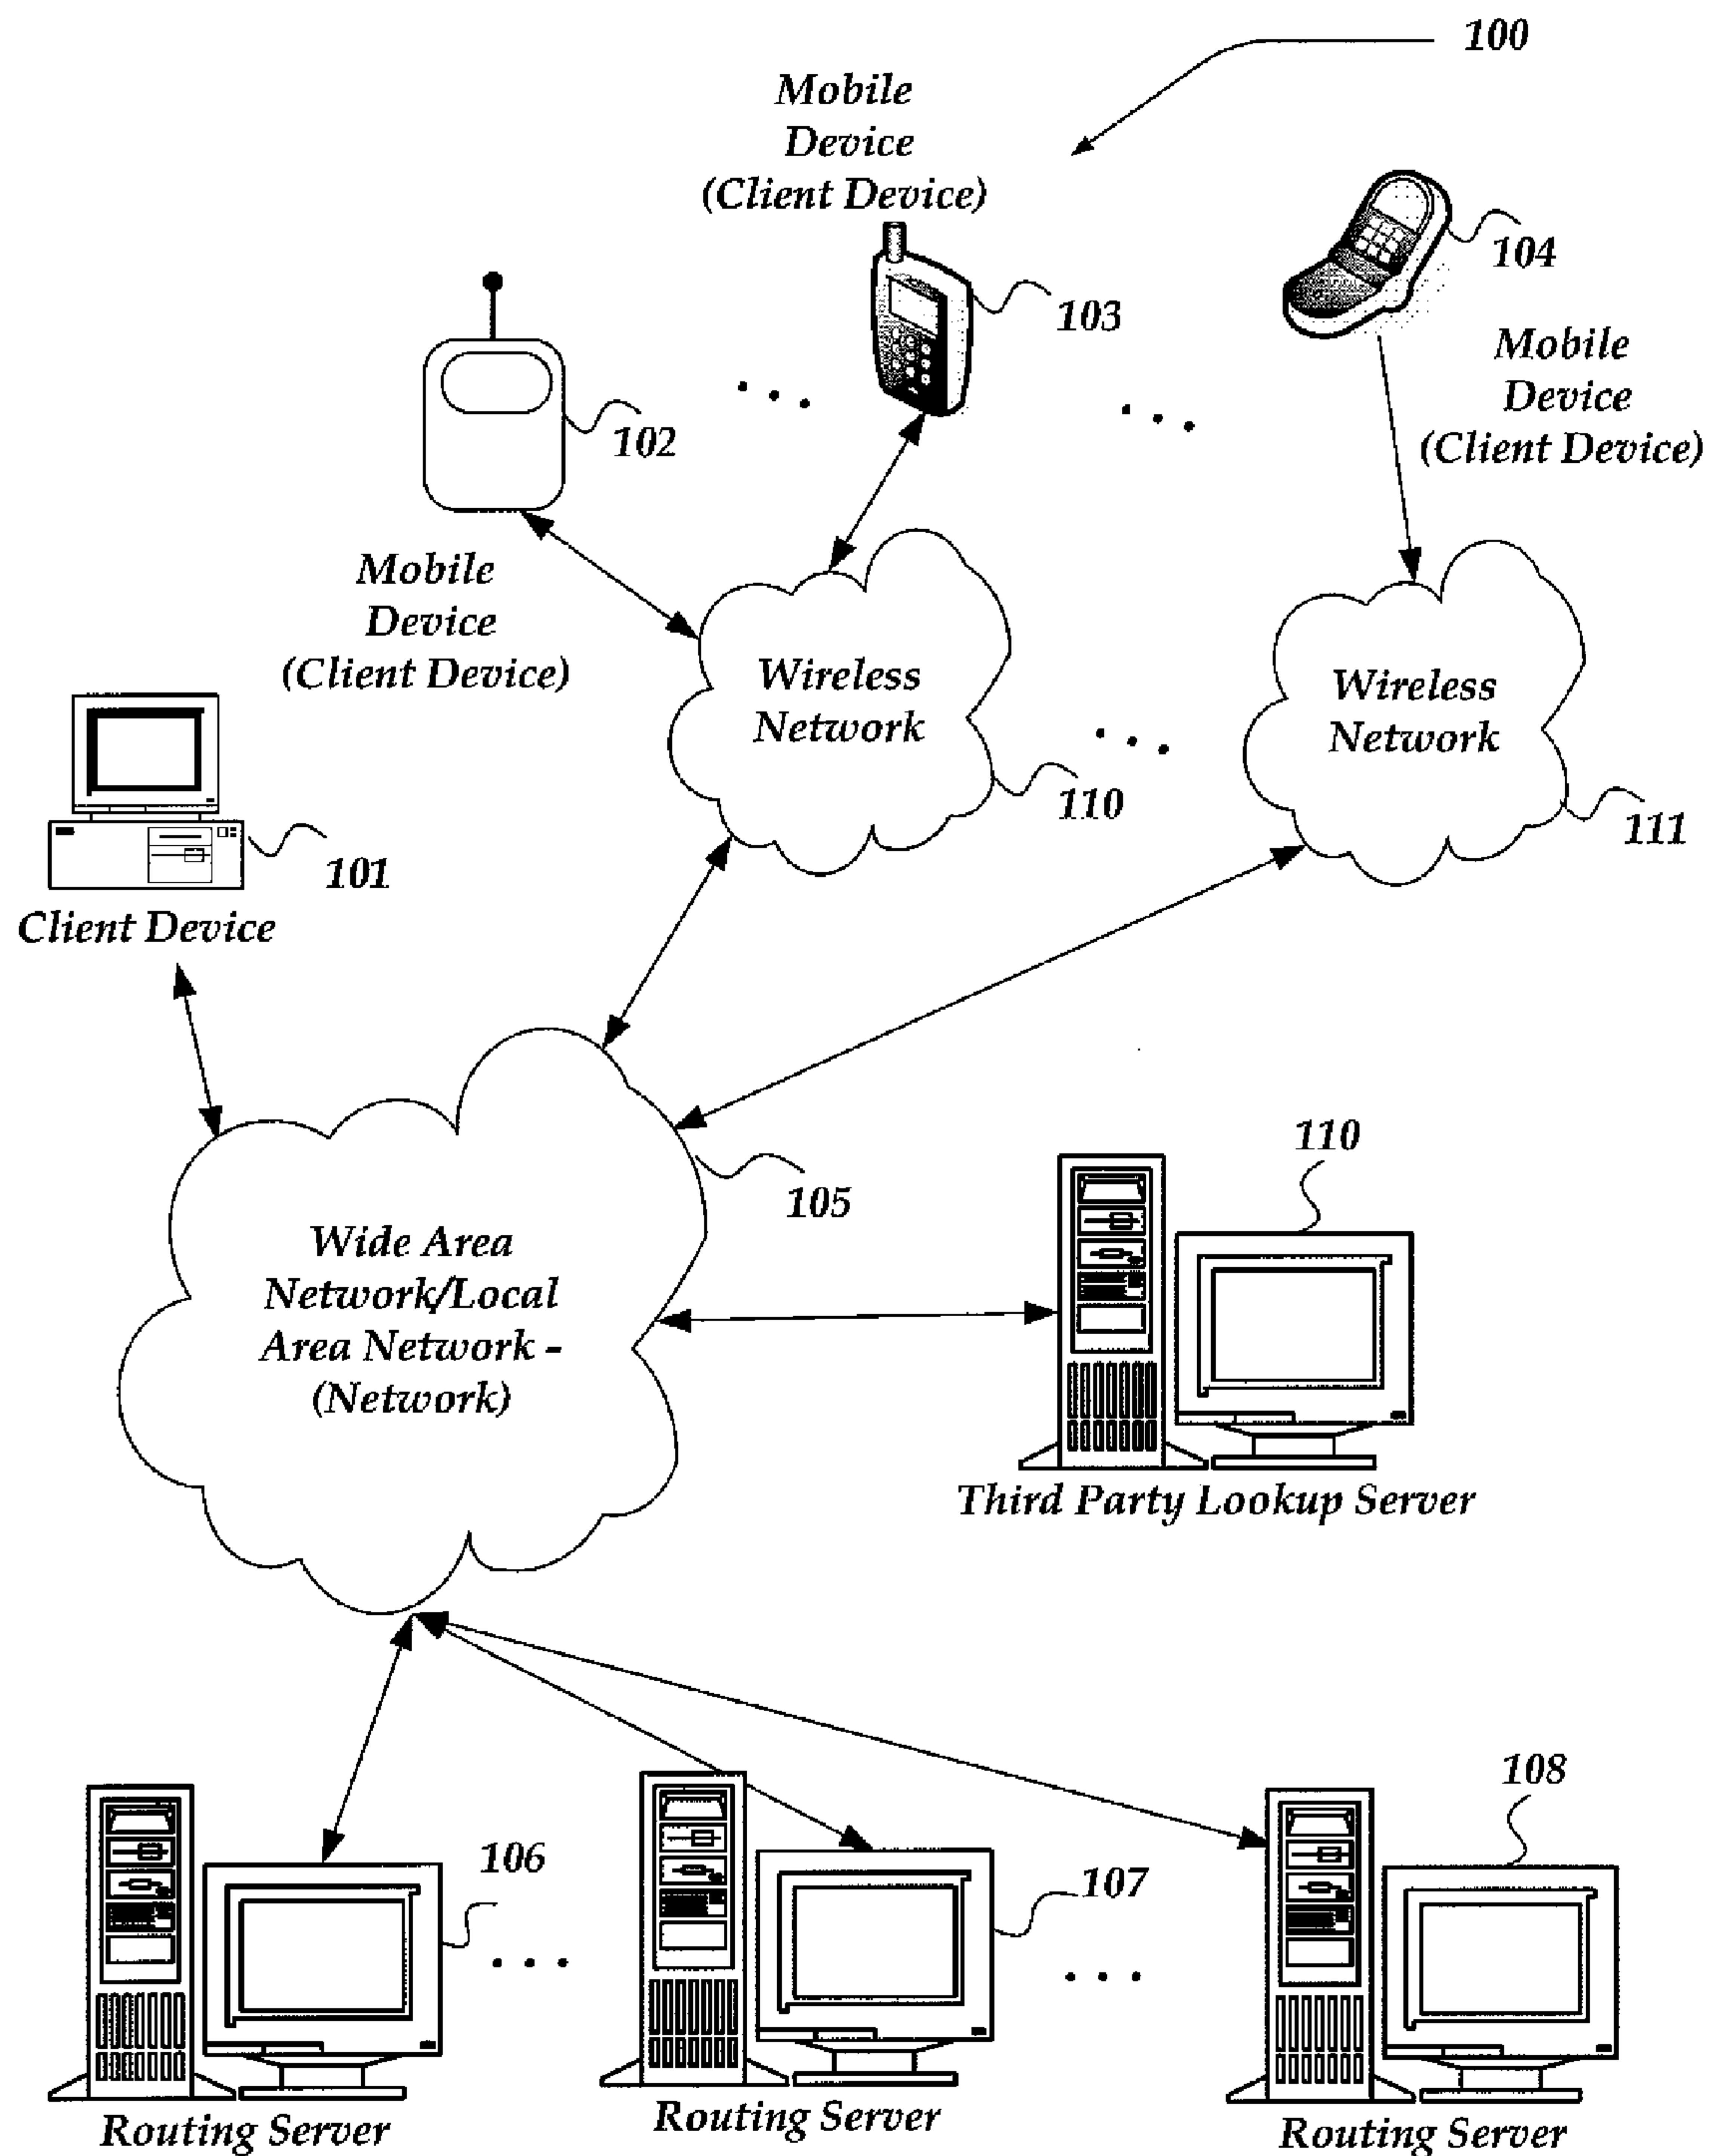 100
Mobile
Device
(Client Device)
104
103
Mobile
Device
(Client Device)
102
Mobile
Device
(Client Device)
Wireless
Network
110
Wireless
Network
111
101
Client Device
105
110
Wide Area
Network/Local
Area Network -
(Network)
Third Party Lookup Server
106
107
108
Routing Server
Routing Server
Routing Server